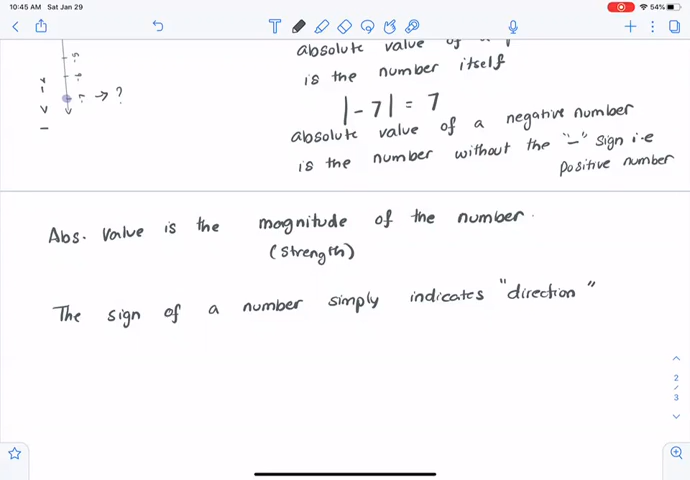 10:45 AM Sat Jan 29
54%
absolute value of a
is the number itself
→ ?
|-7| = 7
absolute value of a negative number
is the number without the "-" sign i.e
positive number
Abs. value is the magnitude of the number.
(strength)
The sign of a number simply indicates "direction"
2
/
3